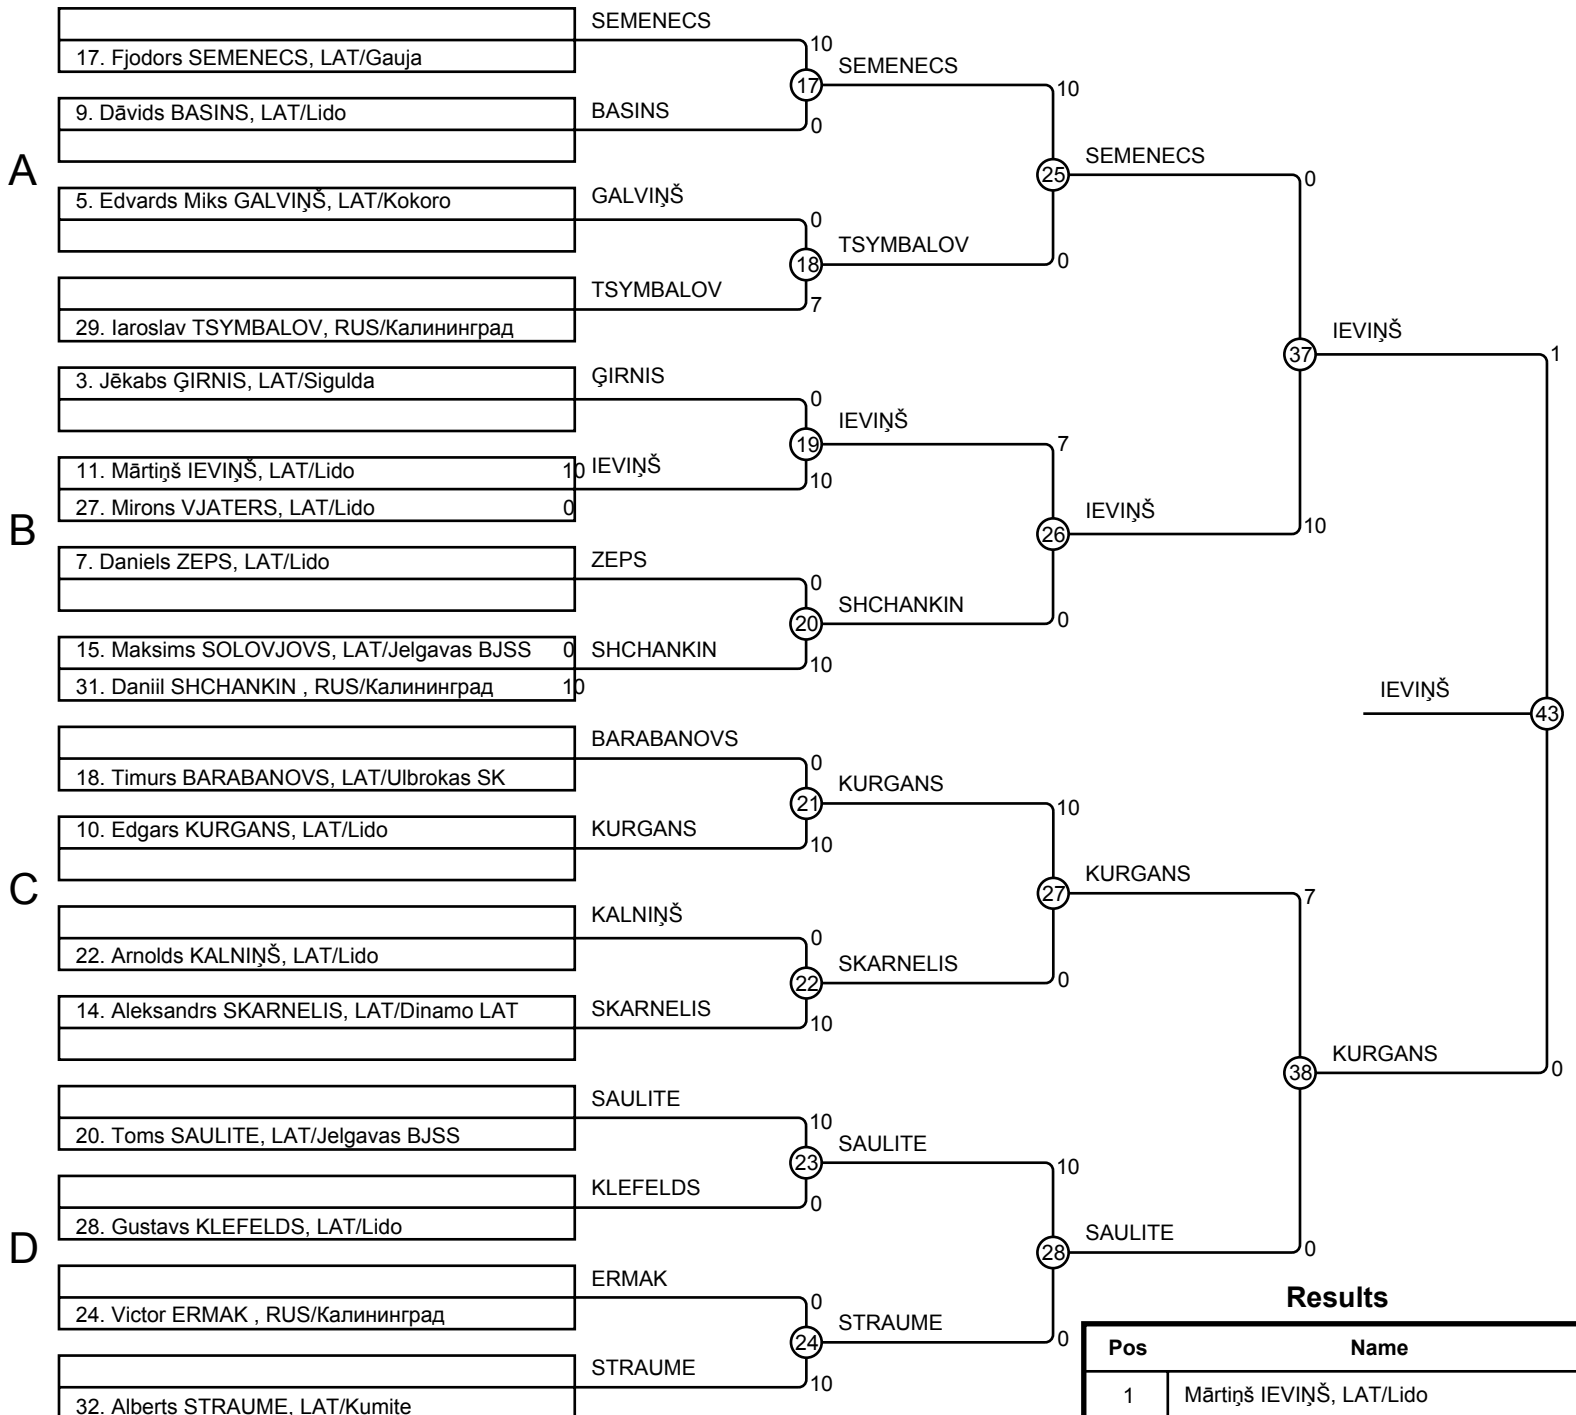 SEMENECS
17. Fjodors SEMENECS, LAT/Gauja
10
SEMENECS
17
10
9. Dāvids BASINS, LAT/Lido
BASINS
0
A
SEMENECS
25
0
5. Edvards Miks GALVIŅŠ, LAT/Kokoro
GALVIŅŠ
0
TSYMBALOV
18
0
TSYMBALOV
7
29. Iaroslav TSYMBALOV, RUS/Калининград
IEVIŅŠ
37
1
3. Jēkabs ĢIRNIS, LAT/Sigulda
ĢIRNIS
0
IEVIŅŠ
19
7
11. Mārtiņš IEVIŅŠ, LAT/Lido 10
IEVIŅŠ
10
27. Mirons VJATERS, LAT/Lido 0
B
IEVIŅŠ
26
10
7. Daniels ZEPS, LAT/Lido
ZEPS
0
SHCHANKIN
20
0
15. Maksims SOLOVJOVS, LAT/Jelgavas BJSS 0
SHCHANKIN
10
31. Daniil SHCHANKIN , RUS/Калининград 10
IEVIŅŠ
43
BARABANOVS
18. Timurs BARABANOVS, LAT/Ulbrokas SK
0
KURGANS
21
10
10. Edgars KURGANS, LAT/Lido
KURGANS
10
C
KURGANS
27
7
KALNIŅŠ
22. Arnolds KALNIŅŠ, LAT/Lido
0
SKARNELIS
22
0
14. Aleksandrs SKARNELIS, LAT/Dinamo LAT
SKARNELIS
10
KURGANS
38
0
SAULITE
20. Toms SAULITE, LAT/Jelgavas BJSS
10
SAULITE
23
10
KLEFELDS
0
28. Gustavs KLEFELDS, LAT/Lido
D
SAULITE
28
0
ERMAK
24. Victor ERMAK , RUS/Калининград
0
STRAUME
24
0
STRAUME
10
32. Alberts STRAUME, LAT/Kumite
Results
Pos Name
1 Mārtiņš IEVIŅŠ, LAT/Lido